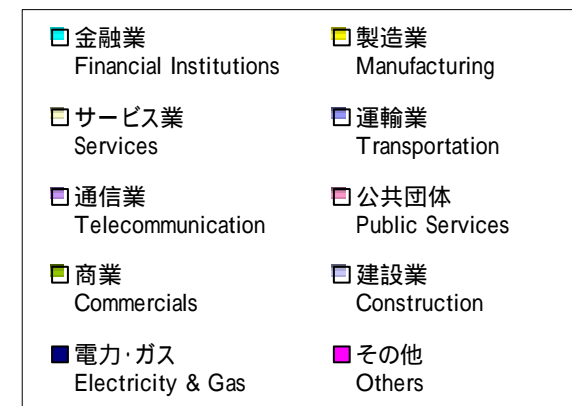 金融業
Financial Institutions
製造業
Manufacturing
サービス業
Services
運輸業
Transportation
通信業
Telecommunication
公共団体
Public Services
商業
Commercials
建設業
Construction
電力・ガス
Electricity & Gas
その他
Others